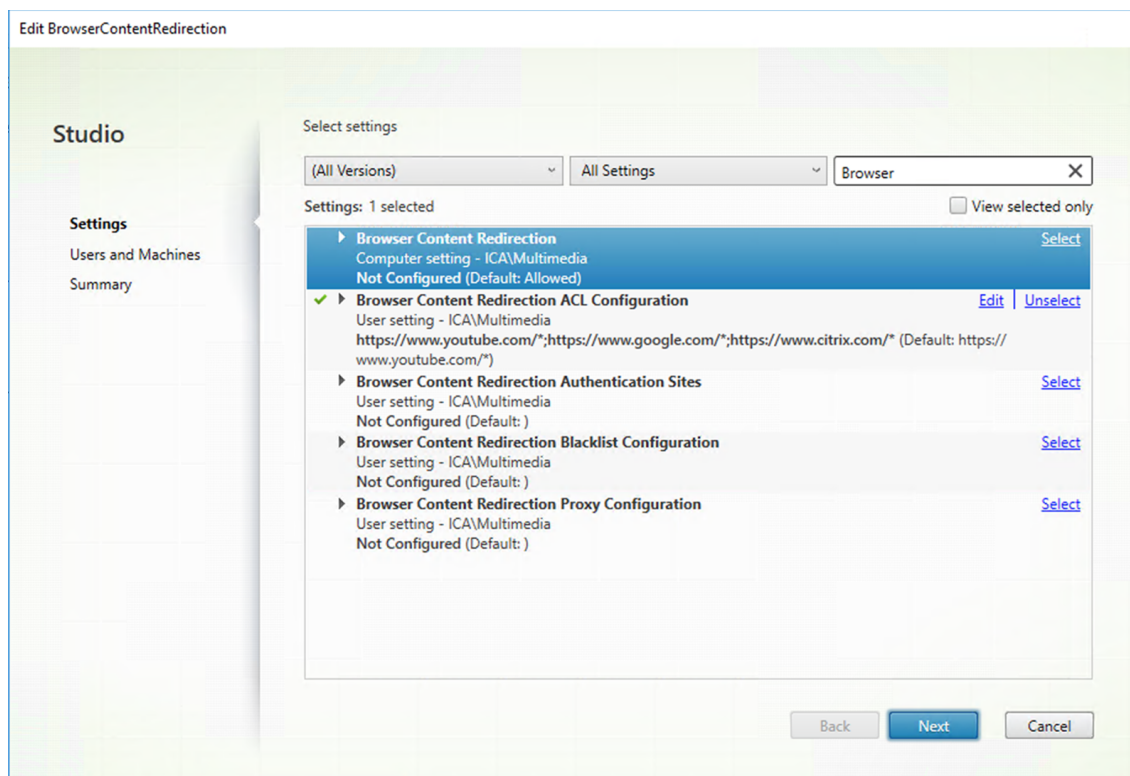 Edit BrowserContentRedirection
Studio
Settings
Users and Machines
Summary
Select settings
(All Versions)
All Settings
Browser
Settings: 1 selected
View selected only
Browser Content Redirection
Select
Computer setting - ICA\Multimedia
Not Configured (Default: Allowed)
Browser Content Redirection ACL Configuration
Edit | Unselect
User setting - ICA\Multimedia
https://www.youtube.com/*;https://www.google.com/*;https://www.citrix.com/* (Default: https://
www.youtube.com/*)
Browser Content Redirection Authentication Sites
Select
User setting - ICA\Multimedia
Not Configured (Default: )
Browser Content Redirection Blacklist Configuration
Select
User setting - ICA\Multimedia
Not Configured (Default: )
Browser Content Redirection Proxy Configuration
Select
User setting - ICA\Multimedia
Not Configured (Default: )
Back
Next
Cancel